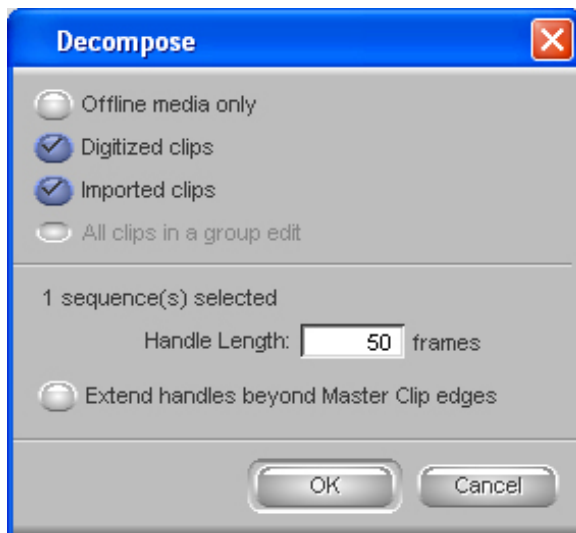 Decompose
Offline media only
Digitized clips
Imported clips
All clips in a group edit
1 sequence(s) selected
Handle Length: 50 frames
Extend handles beyond Master Clip edges
OK Cancel